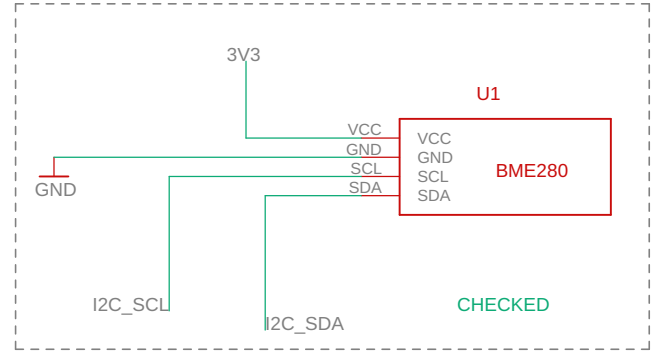 3V3
U1
VCC
GND
SCL
SDA
VCC
GND
SCL
SDA
BME280
GND
I2C_SCL
I2C_SDA
CHECKED